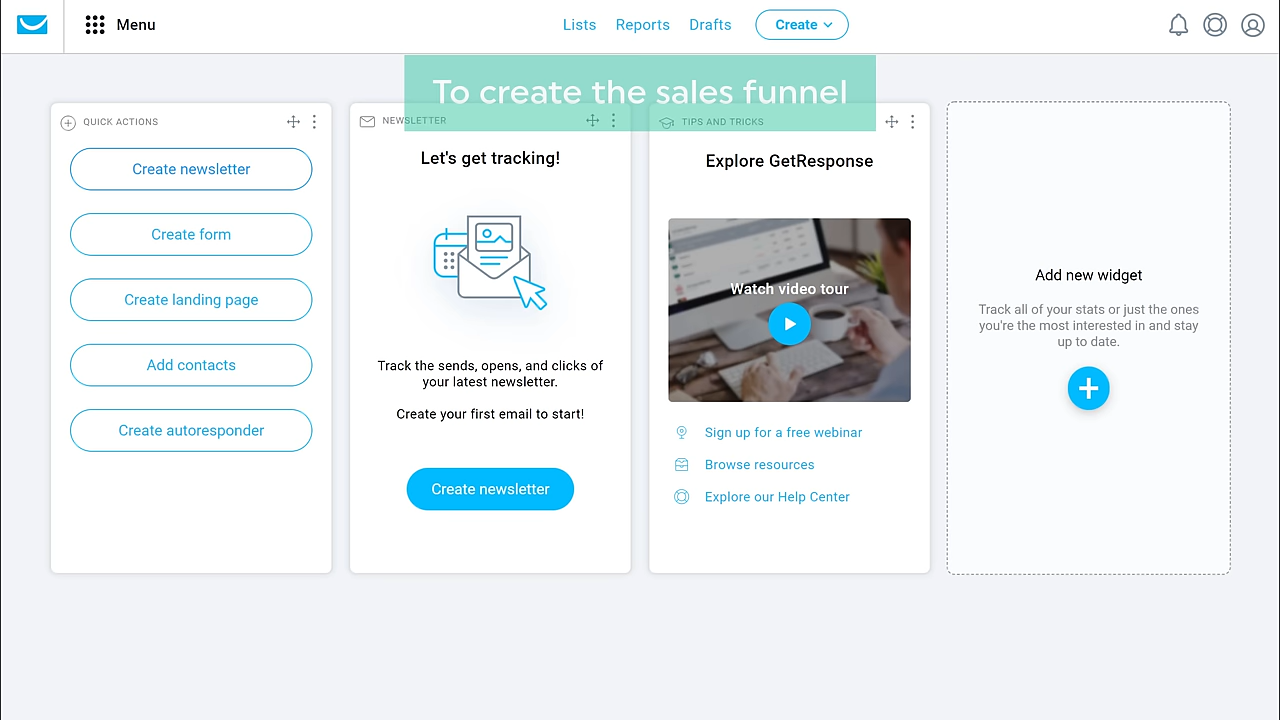 Menu
Lists
Reports
Drafts
Create
To create the sales funnel
QUICK ACTIONS
Create newsletter
Create form
Create landing page
Add contacts
Create autoresponder
NEWSLETTER
Let's get tracking!
Track the sends, opens, and clicks of
your latest newsletter.
Create your first email to start!
Create newsletter
TIPS AND TRICKS
Explore GetResponse
Watch video tour
Sign up for a free webinar
Browse resources
Explore our Help Center
Add new widget
Track all of your stats or just the ones
you're the most interested in and stay
up to date.